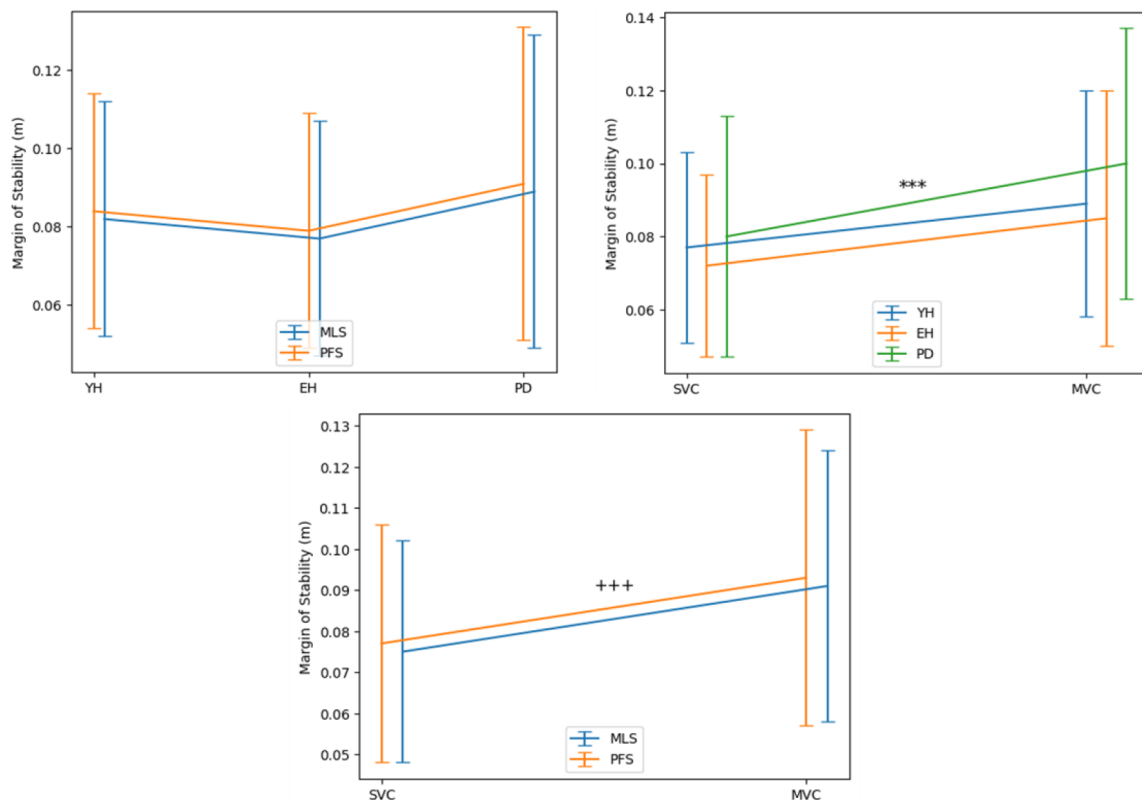 Margin of Stability (m)
0.12
0.10
0.08
0.06
MLS
PFS
YH
EH
PD
Margin of Stability (m)
0.14
0.12
0.10
0.08
0.06
***
YH
EH
PD
SVC
MVC
Margin of Stability (m)
0.13
0.12
0.11
0.10
0.09
0.08
0.07
0.06
0.05
+++
MLS
PFS
SVC
MVC